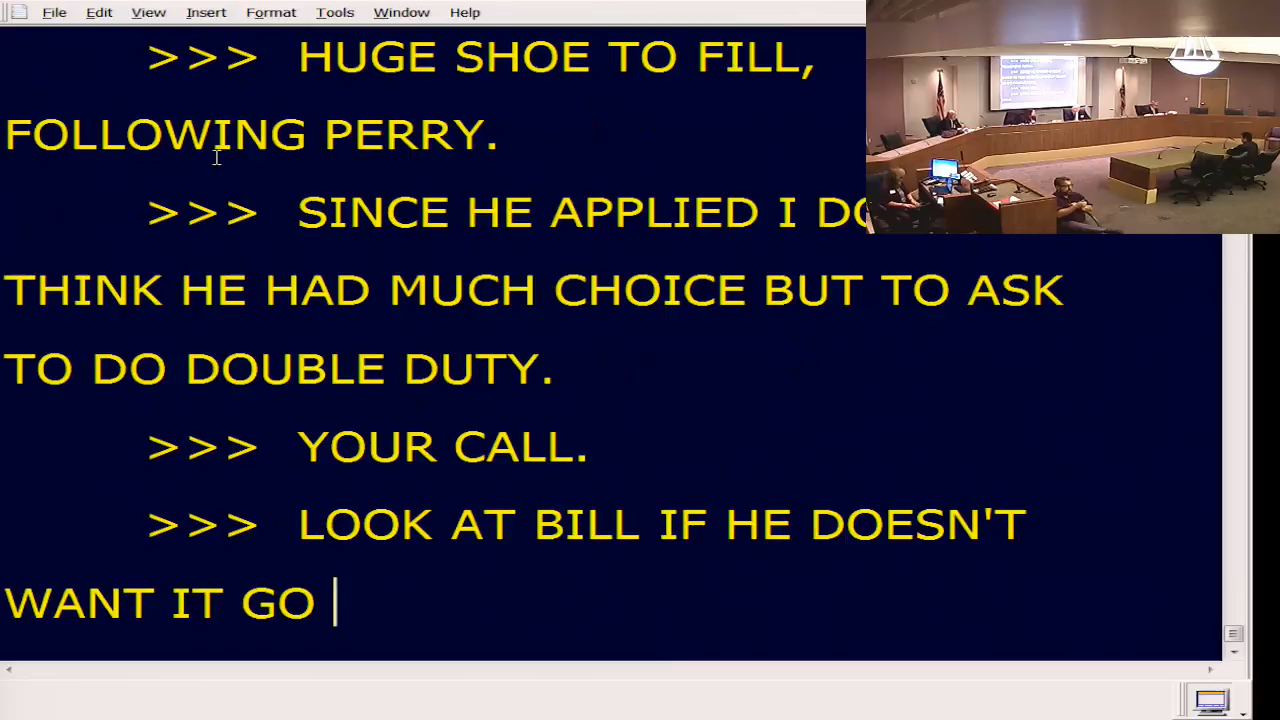 File Edit View Insert Format Tools Window Help
>>> HUGE SHOE TO FILL,
FOLLOWING PERRY.
>>> SINCE HE APPLIED I
THINK HE HAD MUCH CHOICE BUT TO ASK
TO DO DOUBLE DUTY.
>>> YOUR CALL.
>>> LOOK AT BILL IF HE DOESN'T
WANT IT GO